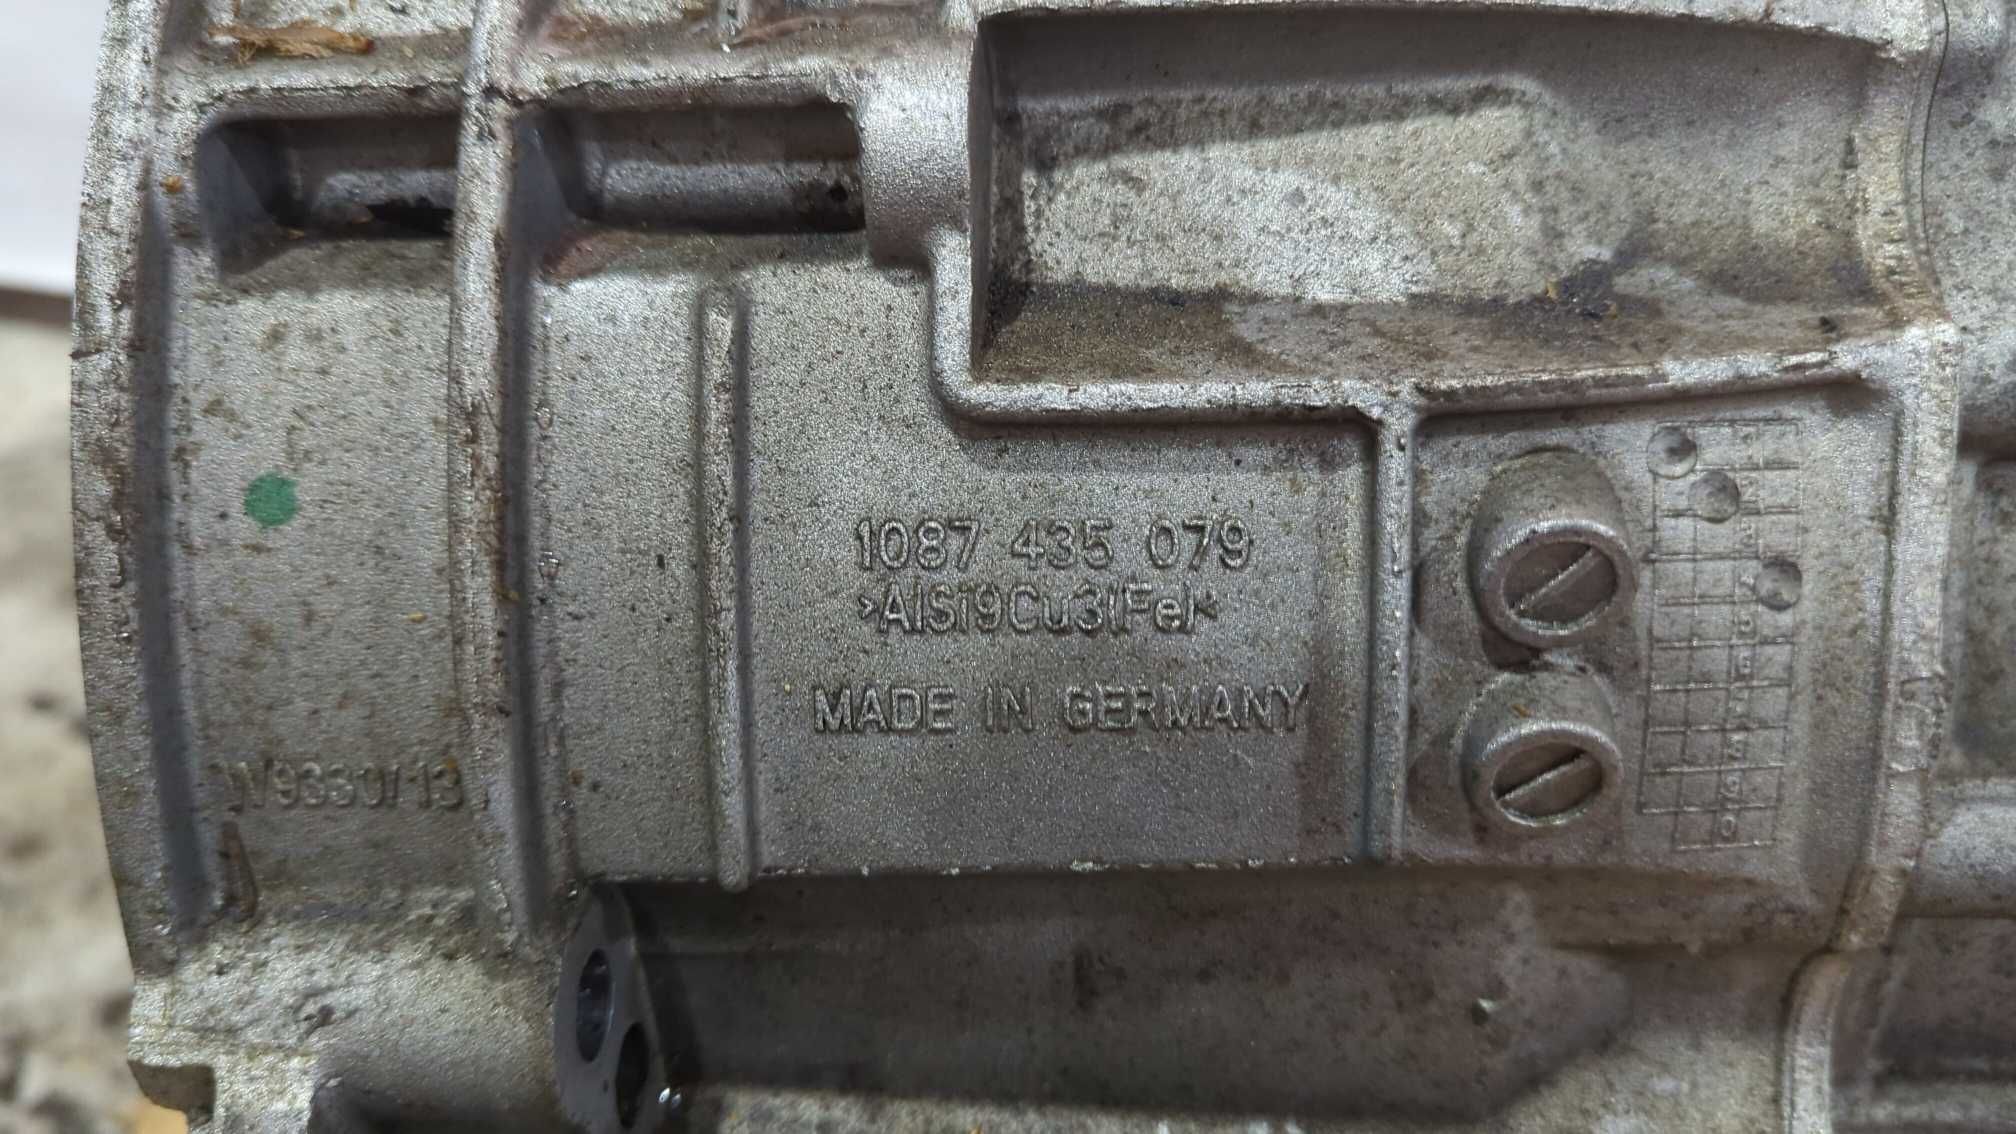 1087 435 079
>AlSi9Cu3(Fe)<
MADE IN GERMANY
W9330/13